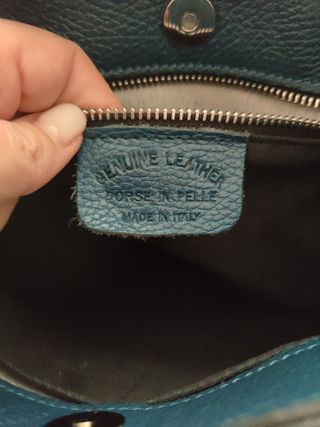 GENUINE LEATHER
BORSE IN PELLE
MADE IN ITALY